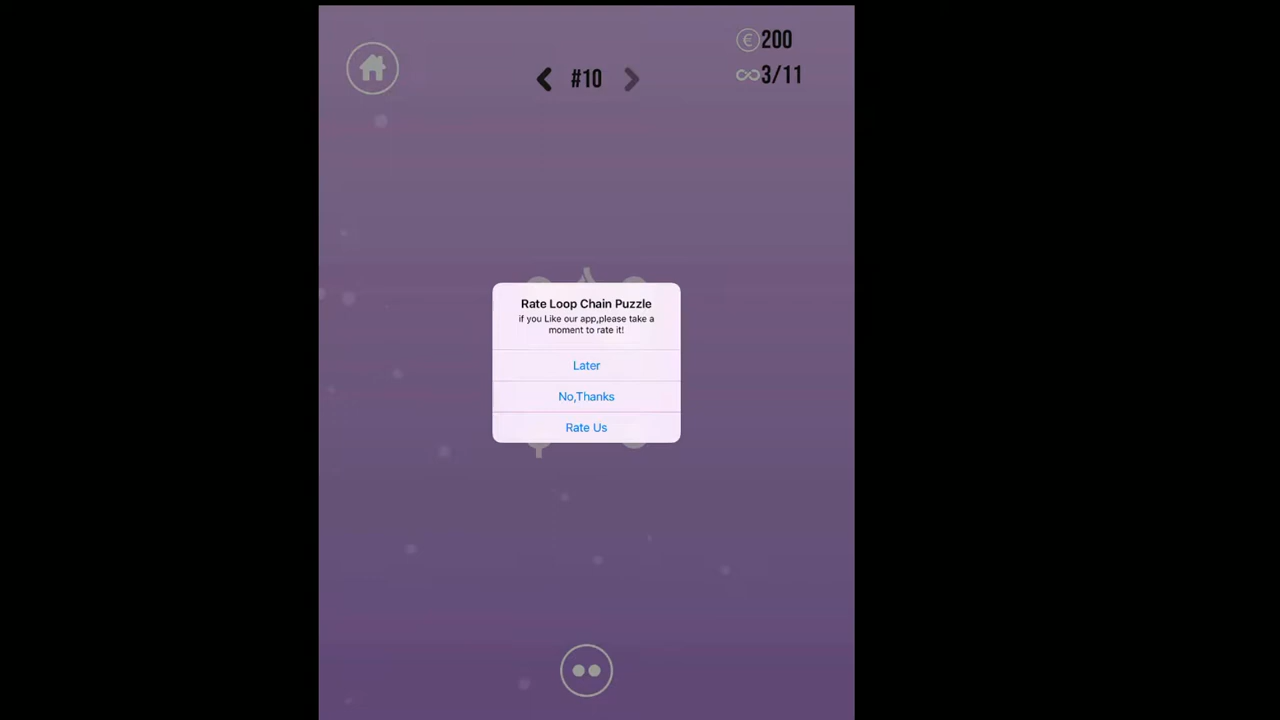 € 200
#10
3/11
Rate Loop Chain Puzzle
if you Like our app,please take a
moment to rate it!
Later
No,Thanks
Rate Us